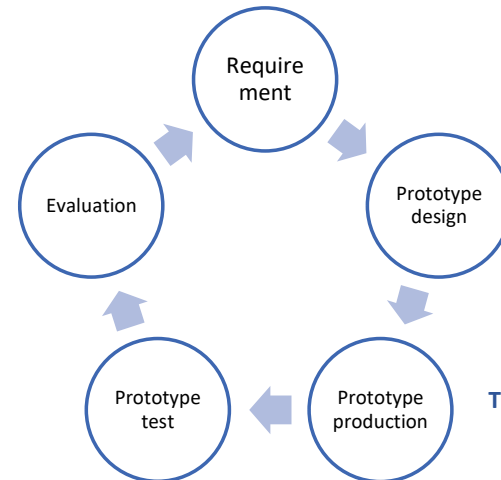 Require
ment
Prototype
design
Prototype
production
Prototype
test
Evaluation
T